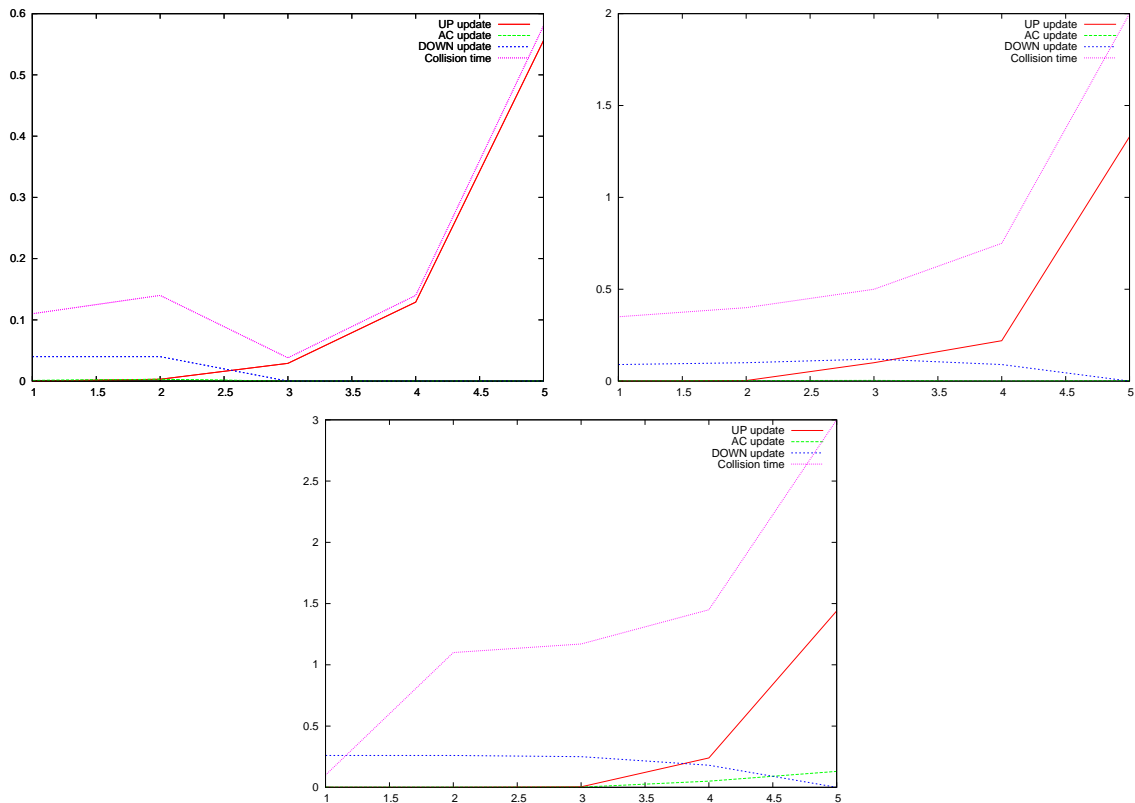 0.6
0.5
0.4
0.3
0.2
0.1
0
1 1.5 2 2.5 3 3.5 4 4.5 5
UP update
AC update
DOWN update
Collision time
2
1.5
1
0.5
0
1 1.5 2 2.5 3 3.5 4 4.5 5
UP update
AC update
DOWN update
Collision time
3
2.5
2
1.5
1
0.5
0
1 1.5 2 2.5 3 3.5 4 4.5 5
UP update
AC update
DOWN update
Collision time